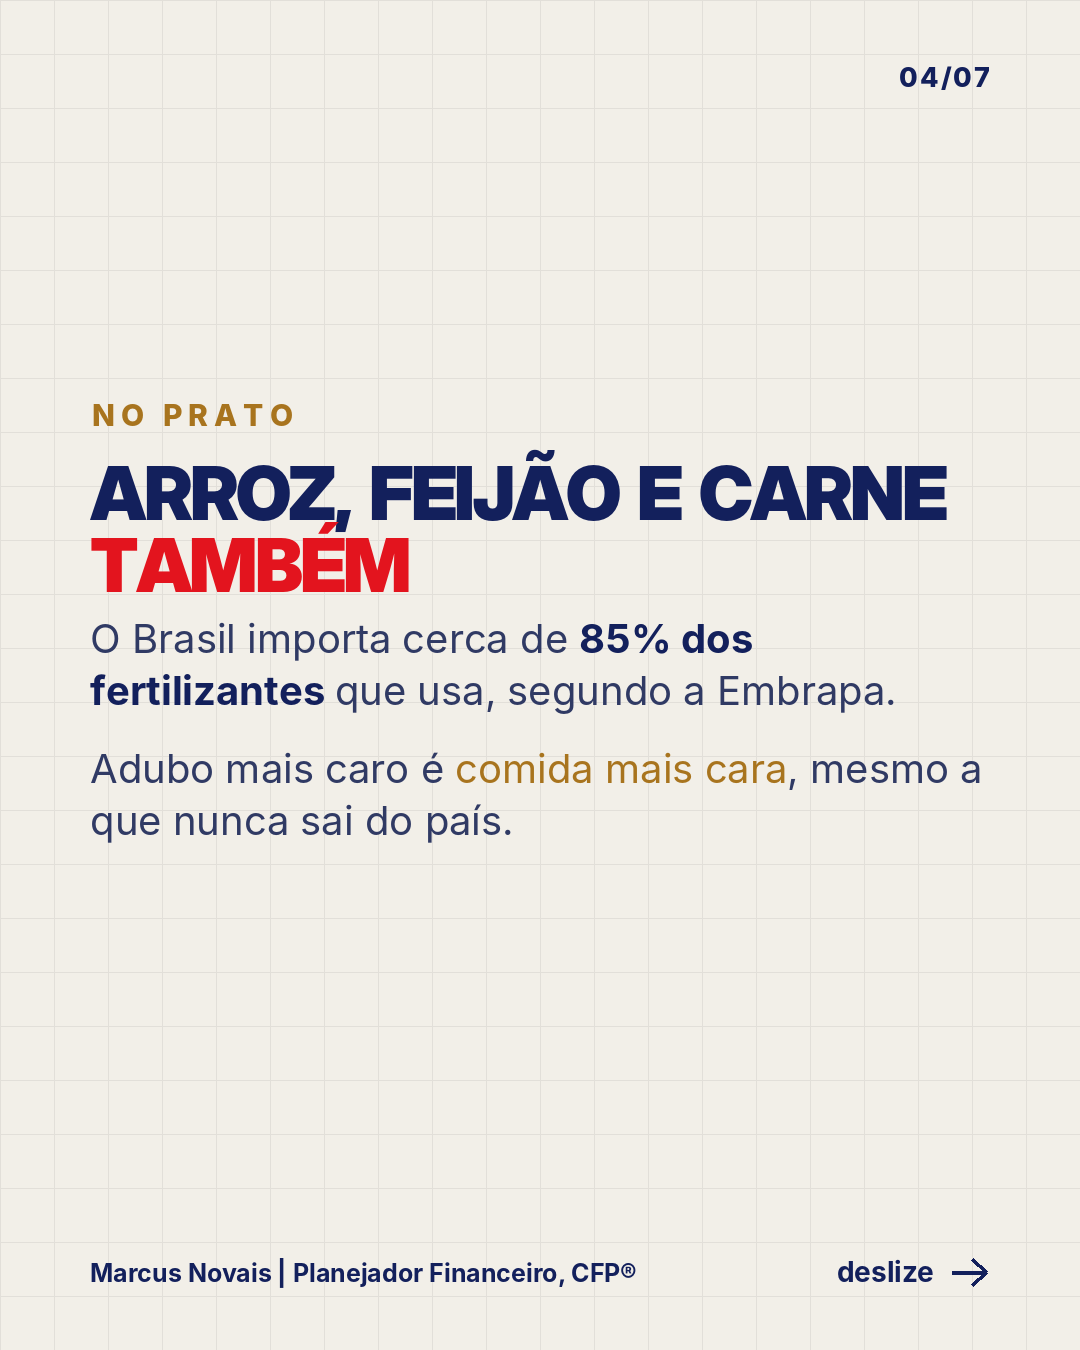 04/07
NO PRATO
ARROZ, FEIJÃO E CARNE
TAMBÉM
O Brasil importa cerca de 85% dos
fertilizantes que usa, segundo a Embrapa.
Adubo mais caro é comida mais cara, mesmo a
que nunca sai do país.
Marcus Novais | Planejador Financeiro, CFP®
deslize →